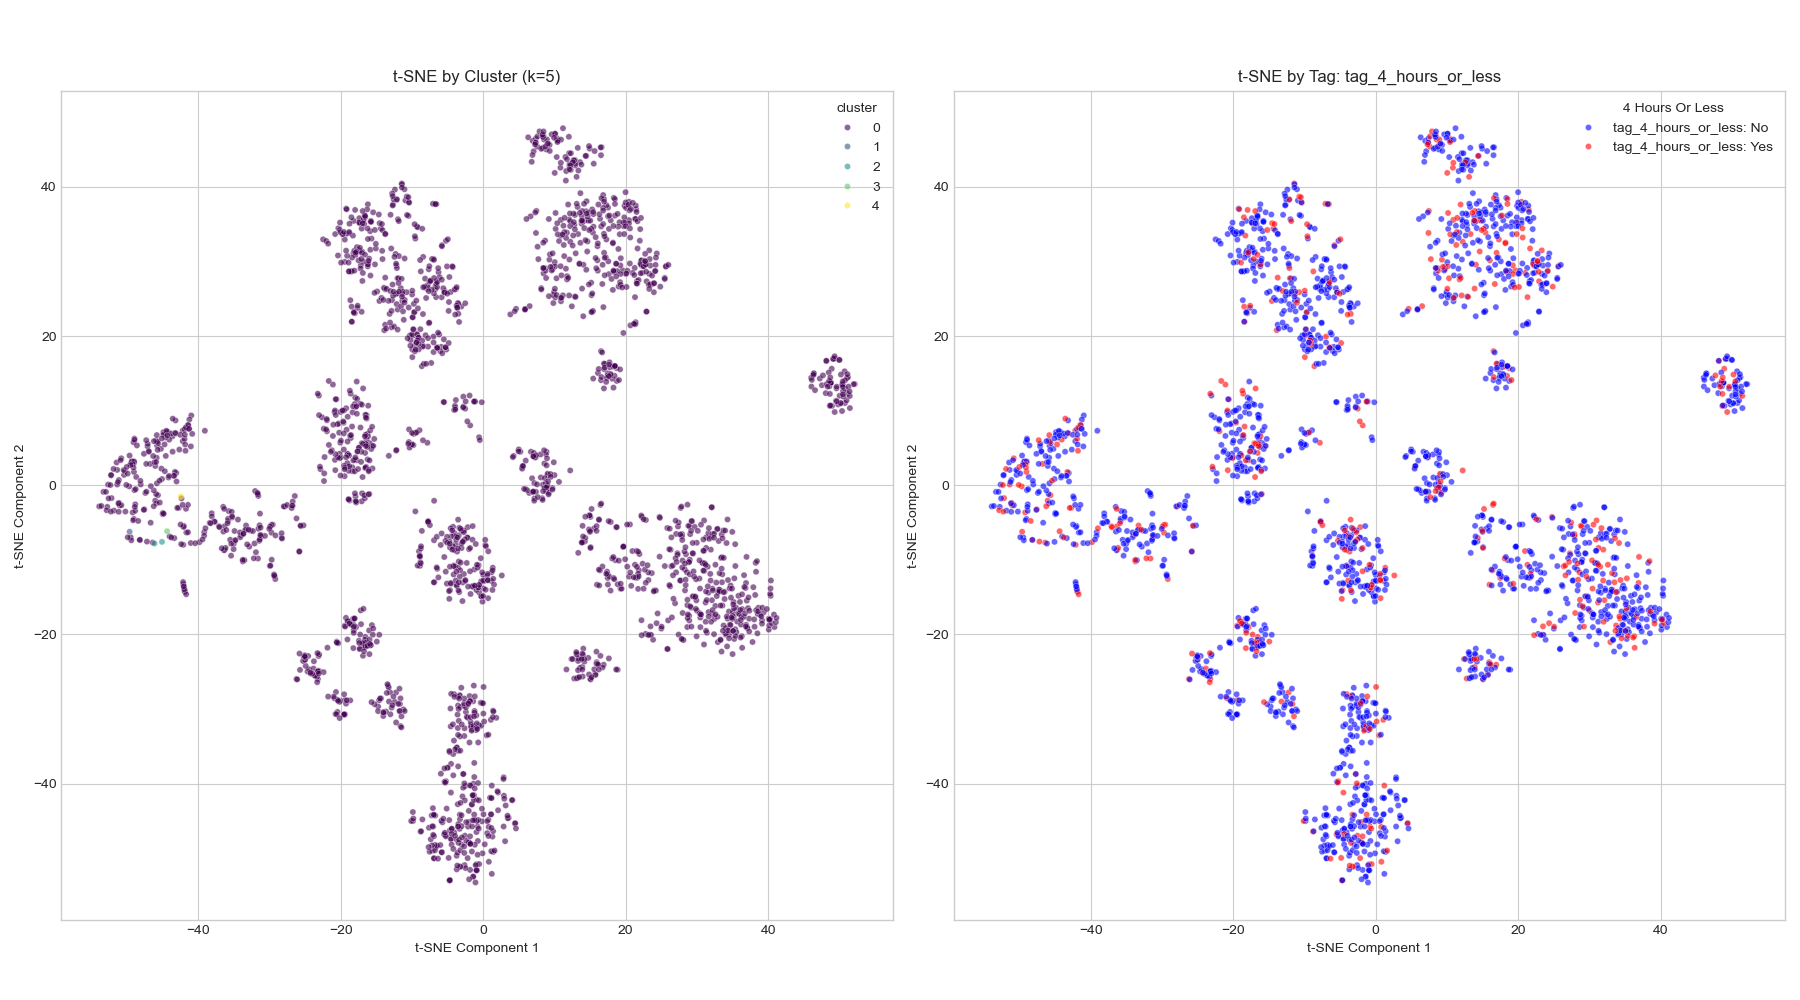 t-SNE by Cluster (k=5)
cluster
0
1
2
3
4
40
20
0
−20
−40
t-SNE Component 2
−40
−20
0
20
40
t-SNE Component 1
t-SNE by Tag: tag_4_hours_or_less
4 Hours Or Less
tag_4_hours_or_less: No
tag_4_hours_or_less: Yes
40
20
0
−20
−40
t-SNE Component 2
−40
−20
0
20
40
t-SNE Component 1